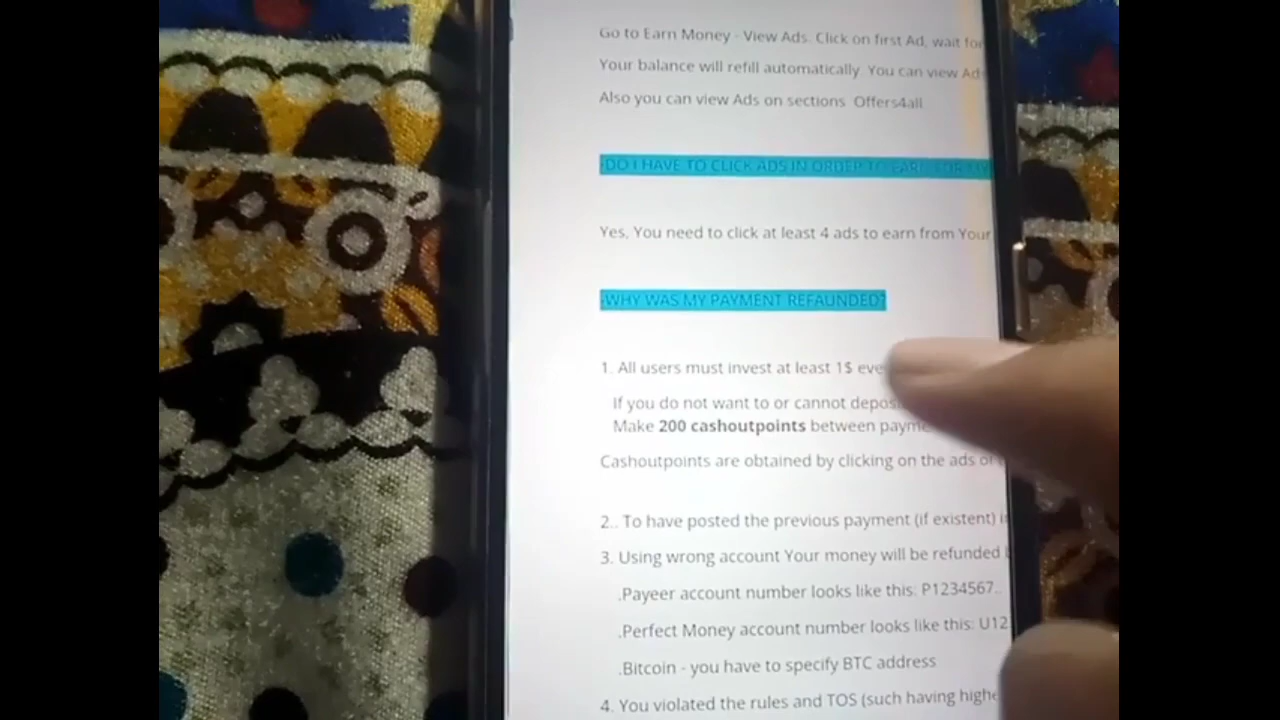 Go to Earn Money - View Ads. Click on first Ad, wait for
Your balance will refill automatically. You can view Ad
Also you can view Ads on sections Offers4all
-DO I HAVE TO CLICK ADS IN ORDER TO EARN FOR
Yes, You need to click at least 4 ads to earn from Your
-WHY WAS MY PAYMENT REFAUNDED?
1. All users must invest at least 1$
If you do not want to or cannot
Make 200 cashoutpoints between
Cashoutpoints are obtained by clicking on the ads
2.. To have posted the previous payment (if existent)
3. Using wrong account Your money will be refunded
.Payeer account number looks like this: P1234567..
.Perfect Money account number looks like this: U12
.Bitcoin - you have to specify BTC address
4. You violated the rules and TOS (such having